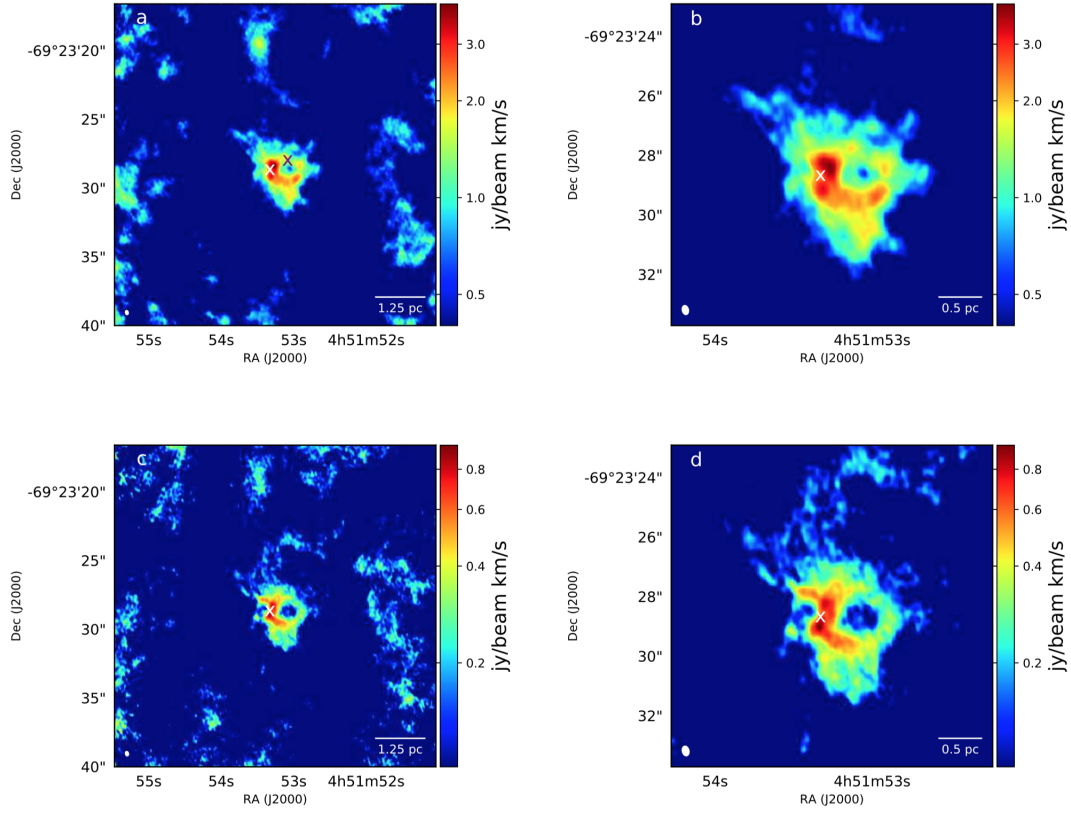 a
-69°23'20"
25"
30"
35"
40"
Dec (J2000)
55s 54s 53s 4h51m52s
RA (J2000)
x
x
1.25 pc
3.0
2.0
1.0
0.5
jy/beam km/s
b
-69°23'24"
26"
28"
30"
32"
Dec (J2000)
54s 4h51m53s
RA (J2000)
x
0.5 pc
3.0
2.0
1.0
0.5
jy/beam km/s
c
-69°23'20"
25"
30"
35"
40"
Dec (J2000)
55s 54s 53s 4h51m52s
RA (J2000)
x
1.25 pc
0.8
0.6
0.4
0.2
jy/beam km/s
d
-69°23'24"
26"
28"
30"
32"
Dec (J2000)
54s 4h51m53s
RA (J2000)
x
0.5 pc
0.8
0.6
0.4
0.2
jy/beam km/s